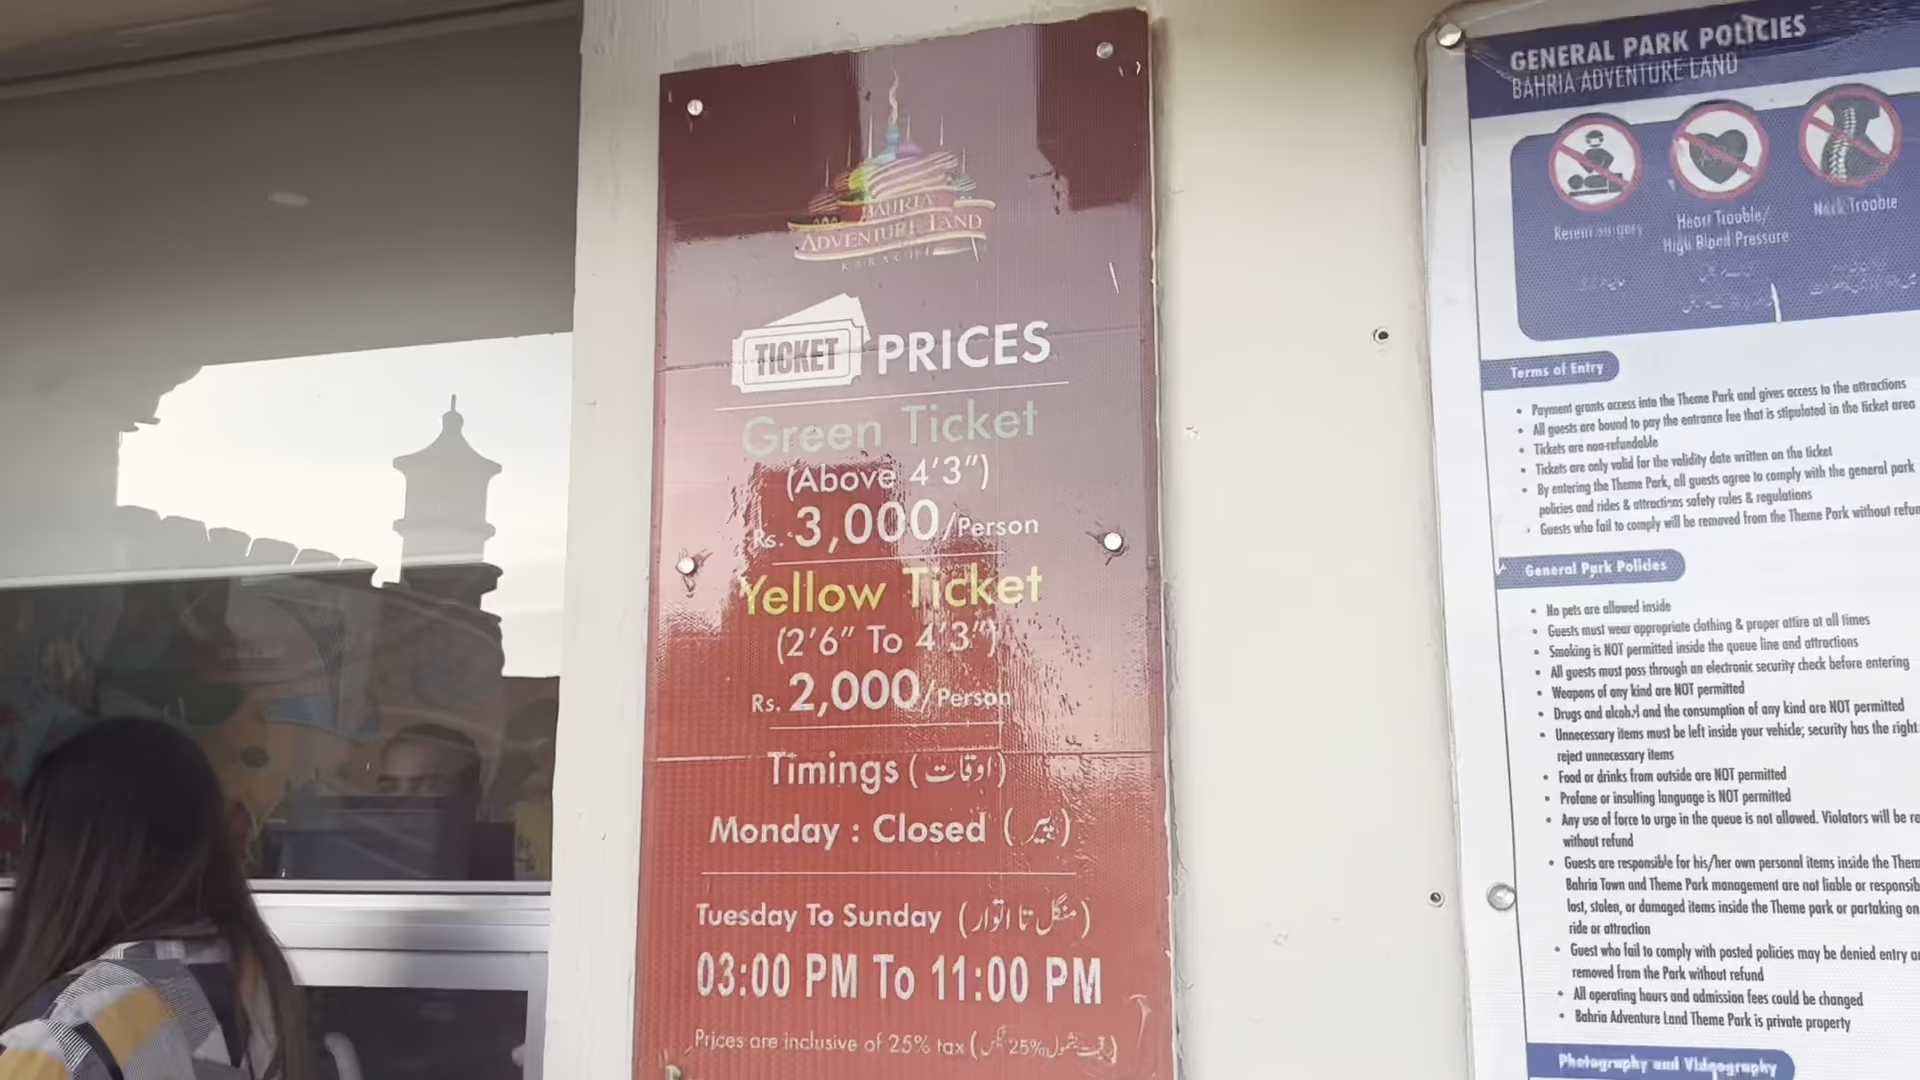 BAHRIA
ADVENTURE LAND
KARACHI
TICKET PRICES
Green Ticket
(Above 4'3")
Rs. 3,000/Person
Yellow Ticket
(2'6" To 4'3")
Rs. 2,000/Person
Timings (اوقات)
Monday : Closed (پیر)
Tuesday To Sunday (منگل تا اتوار)
03:00 PM To 11:00 PM
Prices are inclusive of 25% tax
GENERAL PARK POLICIES
BAHRIA ADVENTURE LAND
Recent Surgery
Heart Trouble/
High Blood Pressure
Neck Trouble
Terms of Entry
• Payment grants access into the Theme Park and gives access to the attractions
• All guests are bound to pay the entrance fee that is stipulated in the ticket area
• Tickets are non-refundable
• Tickets are only valid for the validity date written on the ticket
• By entering the Theme Park, all guests agree to comply with the general park
policies and rides & attractions safety rules & regulations
• Guests who fail to comply will be removed from the Theme Park without
General Park Policies
• No pets are allowed inside
• Guests must wear appropriate clothing & proper attire at all times
• Smoking is NOT permitted inside the queue line and attractions
• All guests must pass through an electronic security check before entering
• Weapons of any kind are NOT permitted
• Drugs and alcohol and the consumption of any kind are NOT permitted
• Unnecessary items must be left inside your vehicle; security has the right
reject unnecessary items
• Food or drinks from outside are NOT permitted
• Profane or insulting language is NOT permitted
• Any use of force to urge in the queue is not allowed. Violators will be
without refund
• Guests are responsible for his/her own personal items inside the
Bahria Town and Theme Park management are not liable or
lost, stolen, or damaged items inside the Theme park or partaking on
ride or attraction
• Guest who fail to comply with posted policies may be denied entry
removed from the Park without refund
• All operating hours and admission fees could be changed
• Bahria Adventure Land Theme Park is private property
Photography and Videography